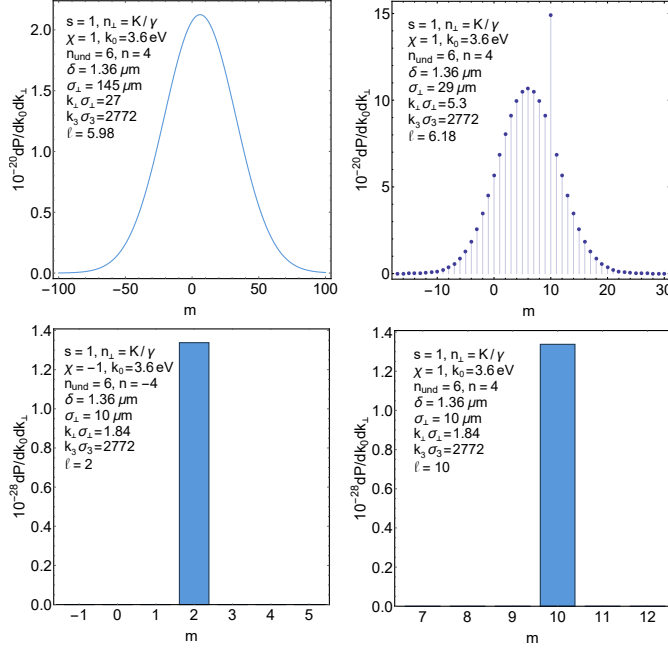 s = 1, n⊥ = K/γ
χ = 1, k₀=3.6 eV
nund = 6, n = 4
δ = 1.36 μm
σ⊥ = 145 μm
k⊥σ⊥=27
k₃σ₃=2772
ℓ = 5.98
10⁻²⁰dP/dk₀dk⊥
2.0
1.5
1.0
0.5
0.0
-100 -50 0 50 100
m
s = 1, n⊥ = K/γ
χ = 1, k₀=3.6 eV
nund = 6, n = 4
δ = 1.36 μm
σ⊥ = 29 μm
k⊥σ⊥=5.3
k₃σ₃=2772
ℓ = 6.18
10⁻²⁰dP/dk₀dk⊥
15
10
5
0
-10 0 10 20 30
m
s = 1, n⊥ = K/γ
χ = -1, k₀=3.6 eV
nund = 6, n = -4
δ = 1.36 μm
σ⊥ = 10 μm
k⊥σ⊥=1.84
k₃σ₃=2772
ℓ = 2
10⁻²⁸dP/dk₀dk⊥
1.4
1.2
1.0
0.8
0.6
0.4
0.2
0.0
-1 0 1 2 3 4 5
m
s = 1, n⊥ = K/γ
χ = 1, k₀=3.6 eV
nund = 6, n = 4
δ = 1.36 μm
σ⊥ = 10 μm
k⊥σ⊥=1.84
k₃σ₃=2772
ℓ = 10
10⁻²⁸dP/dk₀dk⊥
1.4
1.2
1.0
0.8
0.6
0.4
0.2
0.0
7 8 9 10 11 12
m